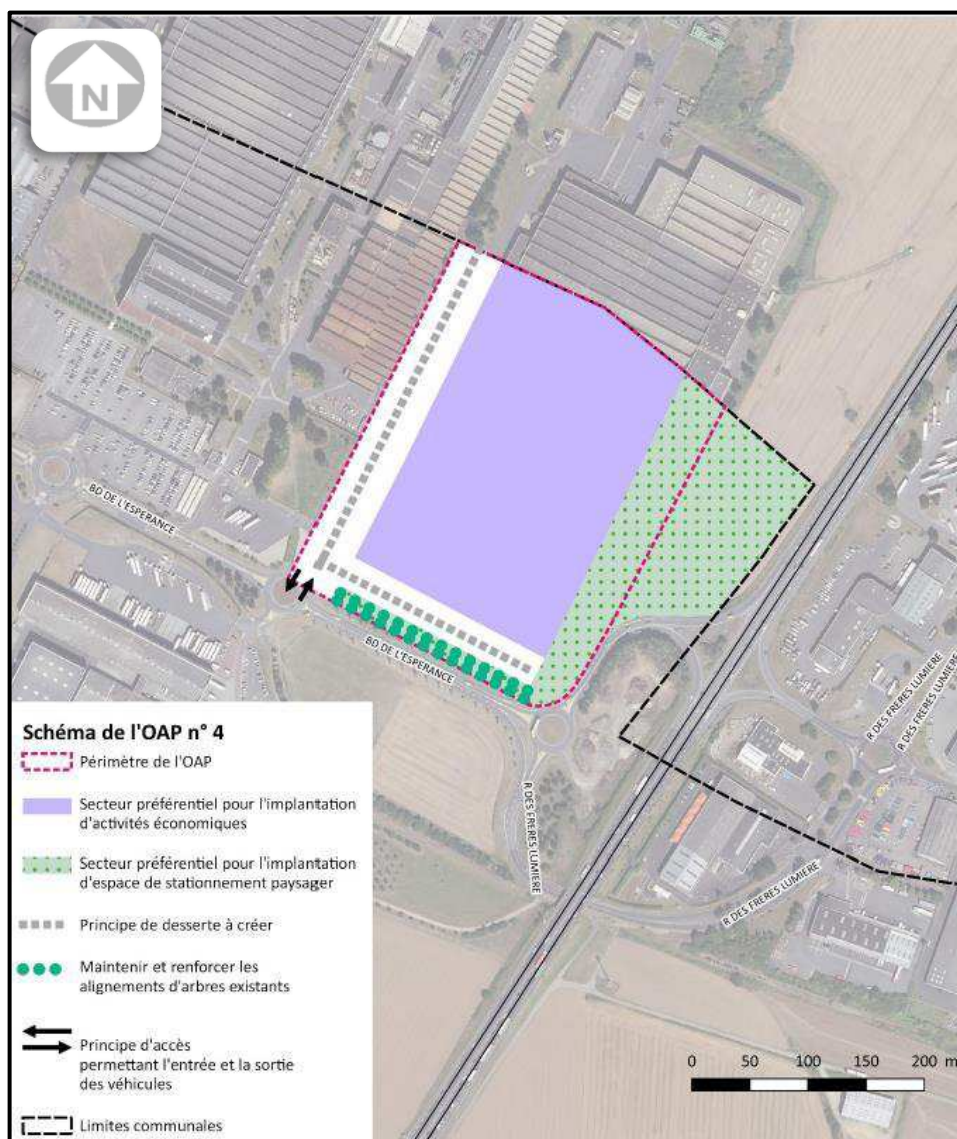 N
BD DE L'ESPERANCE
BD DE L'ESPERANCE
R DES FRERES LUMIERE
R DES FRERES LUMIERE
R DES FRERES LUMIERE
R DES FRERES LUMIERE
Schéma de l'OAP n° 4
Périmètre de l'OAP
Secteur préférentiel pour l'implantation
d'activités économiques
Secteur préférentiel pour l'implantation
d'espace de stationnement paysager
Principe de desserte à créer
Maintenir et renforcer les
alignements d'arbres existants
Principe d'accès
permettant l'entrée et la sortie
des véhicules
Limites communales
0 50 100 150 200 m